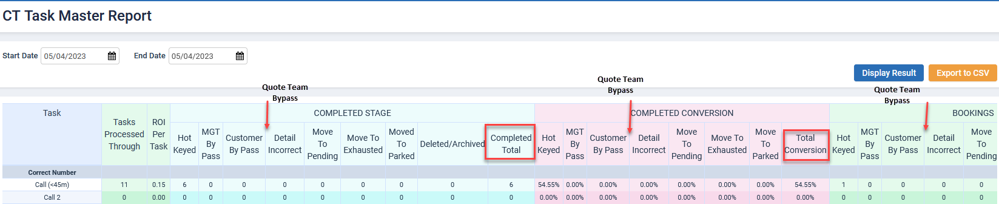 CT Task Master Report
Start Date 05/04/2023 End Date 05/04/2023
Display Result Export to CSV
Quote Team
Bypass
Quote Team
Bypass
Quote Team
Bypass
Task
Tasks
Processed
Through
ROI
Per
Task
COMPLETED STAGE
Hot
Keyed
MGT
By
Pass
Customer
By Pass
Detail
Incorrect
Move
To
Pending
Move To
Exhausted
Moved
To
Parked
Deleted/Archived
Completed
Total
COMPLETED CONVERSION
Hot
Keyed
MGT
By
Pass
Customer
By Pass
Detail
Incorrect
Move
To
Pending
Move To
Exhausted
Move
To
Parked
Total
Conversion
BOOKINGS
Hot
Keyed
MGT
By
Pass
Customer
By Pass
Detail
Incorrect
Move
To
Pending
Correct Number
Call (<45m) 11 0.15 6 0 0 0 0 0 0 0 6 54.55% 0.00% 0.00% 0.00% 0.00% 0.00% 0.00% 54.55% 1 0 0 0 0
Call 2 0 0.00 0 0 0 0 0 0 0 0 0 0.00% 0.00% 0.00% 0.00% 0.00% 0.00% 0.00% 0.00% 0 0 0 0 0